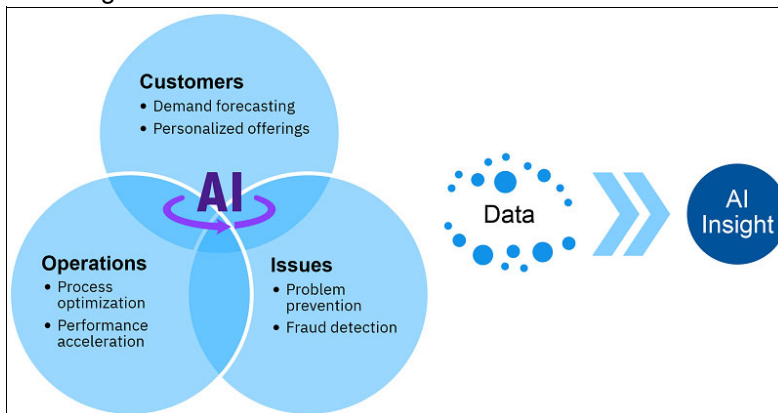 Customers
• Demand forecasting
• Personalized offerings
AI
Operations
• Process
optimization
• Performance
acceleration
Issues
• Problem
prevention
• Fraud detection
Data
AI
Insight